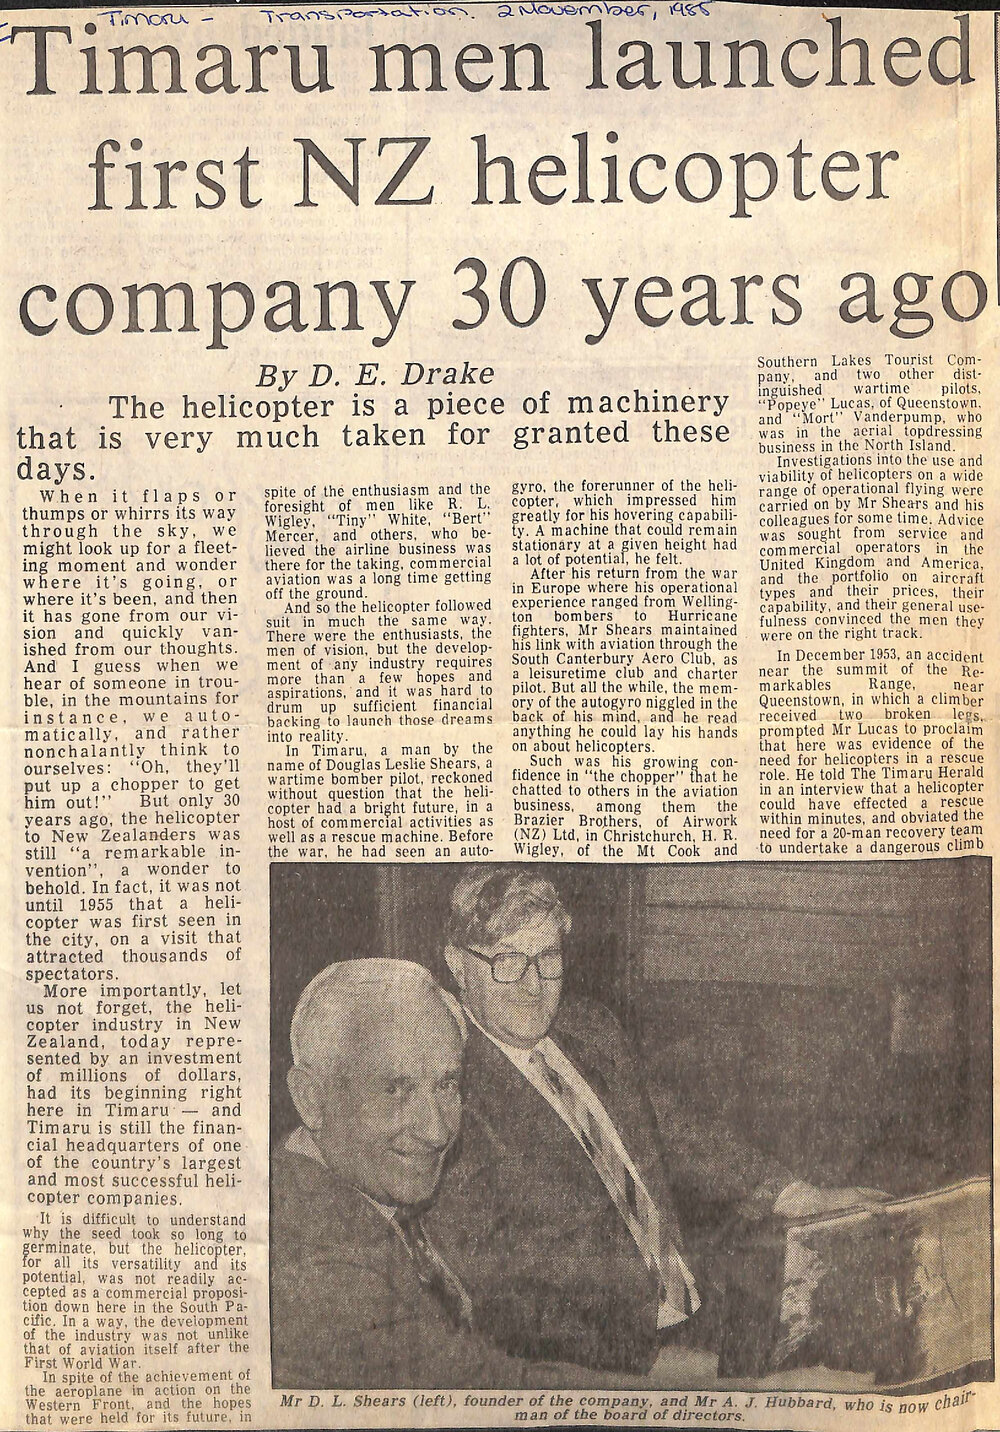 Timaru - Transportation. 2 November, 1985
Timaru men launched
first NZ helicopter
company 30 years ago
By D. E. Drake
The helicopter is a piece of machinery
that is very much taken for granted these
days.
When it flaps or
thumps or whirrs its way
through the sky, we
might look up for a fleet-
ing moment and wonder
where it's going, or
where it's been, and then
it has gone from our vi-
sion and quickly van-
ished from our thoughts.
And I guess when we
hear of someone in trou-
ble, in the mountains for
instance, we auto-
matically, and rather
nonchalantly think to
ourselves: "Oh, they'll
put up a chopper to get
him out!" But only 30
years ago, the helicopter
to New Zealanders was
still "a remarkable in-
vention", a wonder to
behold. In fact, it was not
until 1955 that a heli-
copter was first seen in
the city, on a visit that
attracted thousands of
spectators.
More importantly, let
us not forget, the heli-
copter industry in New
Zealand, today repre-
sented by an investment
of millions of dollars,
had its beginning right
here in Timaru — and
Timaru is still the finan-
cial headquarters of one
of the country's largest
and most successful heli-
copter companies.
It is difficult to understand
why the seed took so long to
germinate, but the helicopter,
for all its versatility and its
potential, was not readily ac-
cepted as a commercial proposi-
tion down here in the South Pa-
cific. In a way, the development
of the industry was not unlike
that of aviation itself after the
First World War.
In spite of the achievement of
the aeroplane in action on the
Western Front, and the hopes
that were held for its future, in
spite of the enthusiasm and the
foresight of men like R. L.
Wigley, "Tiny" White, "Bert"
Mercer, and others, who be-
lieved the airline business was
there for the taking, commercial
aviation was a long time getting
off the ground.
And so the helicopter followed
suit in much the same way.
There were the enthusiasts, the
men of vision, but the develop-
ment of any industry requires
more than a few hopes and
aspirations, and it was hard to
drum up sufficient financial
backing to launch those dreams
into reality.
In Timaru, a man by the
name of Douglas Leslie Shears, a
wartime bomber pilot, reckoned
without question that the heli-
copter had a bright future, in a
host of commercial activities as
well as a rescue machine. Before
the war, he had seen an auto-
gyro, the forerunner of the heli-
copter, which impressed him
greatly for his hovering capabili-
ty. A machine that could remain
stationary at a given height had
a lot of potential, he felt.
After his return from the war
in Europe where his operational
experience ranged from Welling-
ton bombers to Hurricane
fighters, Mr Shears maintained
his link with aviation through the
South Canterbury Aero Club, as
a leisuretime club and charter
pilot. But all the while, the mem-
ory of the autogyro niggled in the
back of his mind, and he read
anything he could lay his hands
on about helicopters.
Such was his growing con-
fidence in "the chopper" that he
chatted to others in the aviation
business, among them the
Brazier Brothers, of Airwork
(NZ) Ltd, in Christchurch, H. R.
Wigley, of the Mt Cook and
Southern Lakes Tourist Com-
pany, and two other dist-
inguished wartime pilots,
"Popeye" Lucas, of Queenstown,
and "Mort" Vanderpump, who
was in the aerial topdressing
business in the North Island.
Investigations into the use and
viability of helicopters on a wide
range of operational flying were
carried on by Mr Shears and his
colleagues for some time. Advice
was sought from service and
commercial operators in the
United Kingdom and America,
and the portfolio on aircraft
types and their prices, their
capability, and their general use-
fulness convinced the men they
were on the right track.
In December 1953, an accident
near the summit of the Re-
markables Range, near
Queenstown, in which a climber
received two broken legs,
prompted Mr Lucas to proclaim
that here was evidence of the
need for helicopters in a rescue
role. He told The Timaru Herald
in an interview that a helicopter
could have effected a rescue
within minutes, and obviated the
need for a 20-man recovery team
to undertake a dangerous climb
Mr D. L. Shears (left), founder of the company, and Mr A. J. Hubbard, who is now chair-
man of the board of directors.